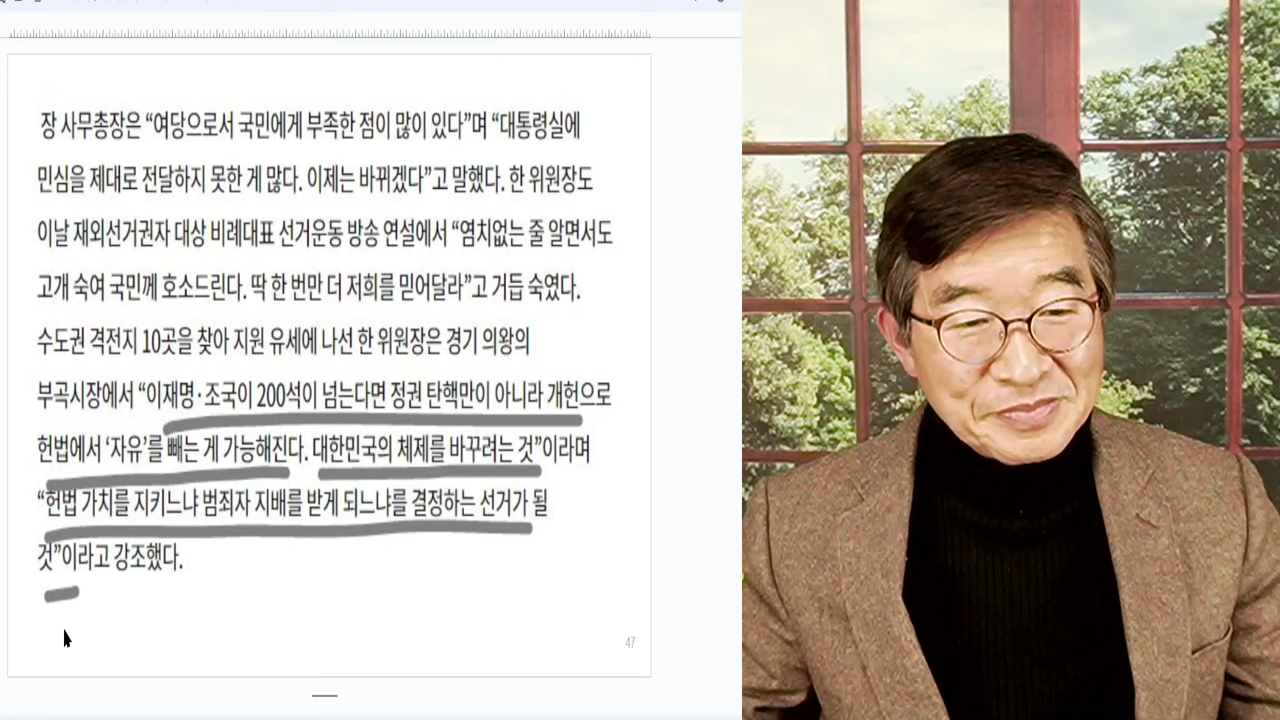 장 사무총장은 “여당으로서 국민에게 부족한 점이 많이 있다”며 “대통령실에
민심을 제대로 전달하지 못한 게 많다. 이제는 바뀌겠다”고 말했다. 한 위원장도
이날 재외선거권자 대상 비례대표 선거운동 방송 연설에서 “염치없는 줄 알면서도
고개 숙여 국민께 호소드린다. 딱 한 번만 더 저희를 믿어달라”고 거듭 숙였다.
수도권 격전지 10곳을 찾아 지원 유세에 나선 한 위원장은 경기 의왕의
부곡시장에서 “이재명·조국이 200석이 넘는다면 정권 탄핵만이 아니라 개헌으로
헌법에서 ‘자유’를 빼는 게 가능해진다. 대한민국의 체제를 바꾸려는 것”이라며
“헌법 가치를 지키느냐 범죄자 지배를 받게 되느냐를 결정하는 선거가 될
것”이라고 강조했다.
47